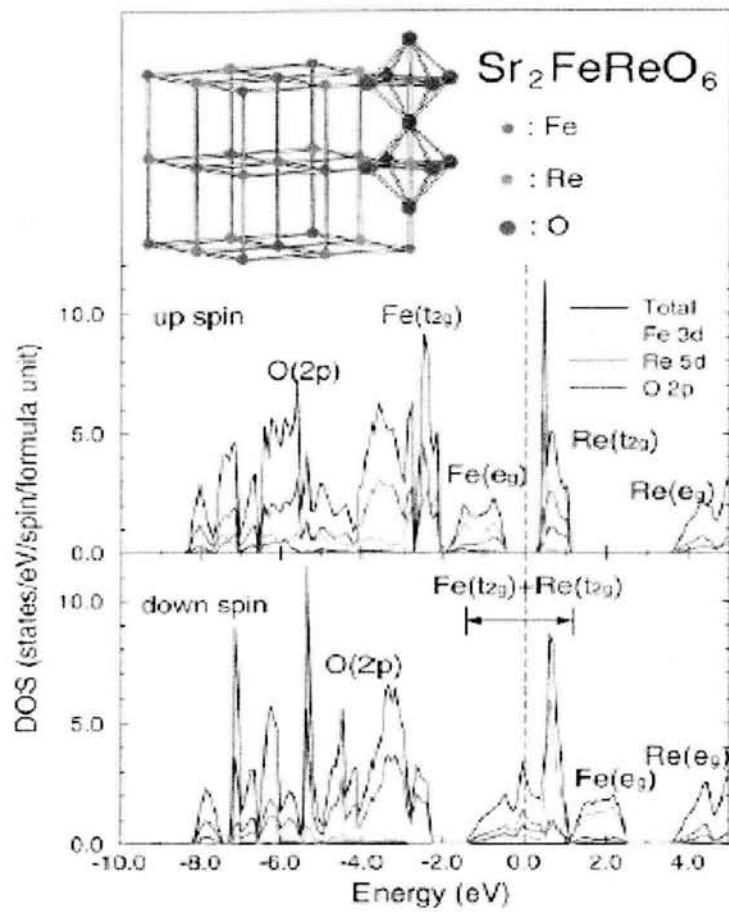 Sr₂FeReO₆
: Fe
: Re
: O
up spin
Fe(t₂g)
O(2p)
Fe(eg)
Total
Fe 3d
Re 5d
O 2p
Re(t₂g)
Re(eg)
10.0
5.0
0.0
down spin
Fe(t₂g)+Re(t₂g)
O(2p)
Fe(eg)
Re(eg)
10.0
5.0
0.0
DOS (states/eV/spin/formula unit)
-10.0 -8.0 -6.0 -4.0 -2.0 0.0 2.0 4.0
Energy (eV)